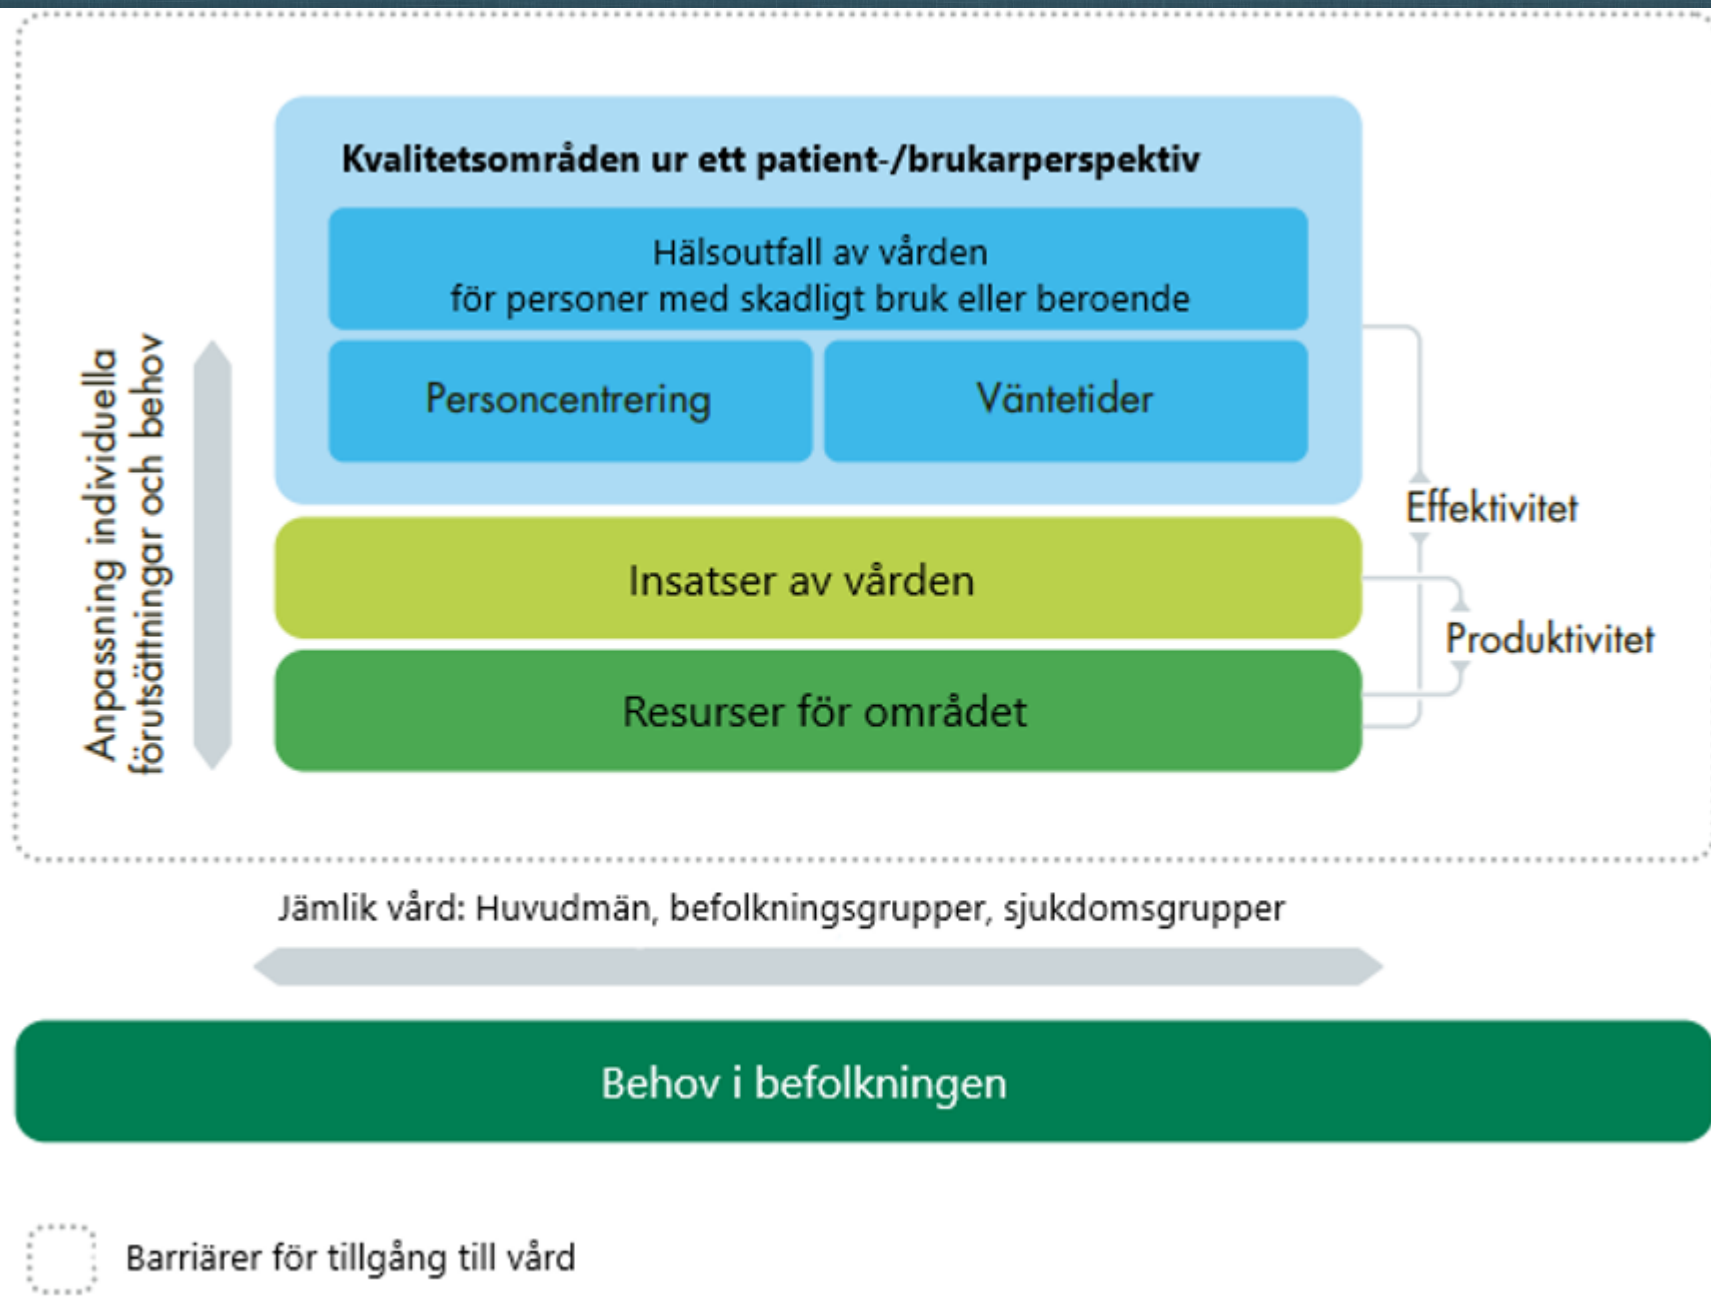 Kvalitetsområden ur ett patient-/brukarperspektiv
Hälsoutfall av vården
för personer med skadligt bruk eller beroende
Personcentrering
Väntetider
Anpassning individuella
förutsättningar och behov
Effektivitet
Insatser av vården
Produktivitet
Resurser för området
Jämlik vård: Huvudmän, befolkningsgrupper, sjukdomsgrupper
Behov i befolkningen
Barriärer för tillgång till vård